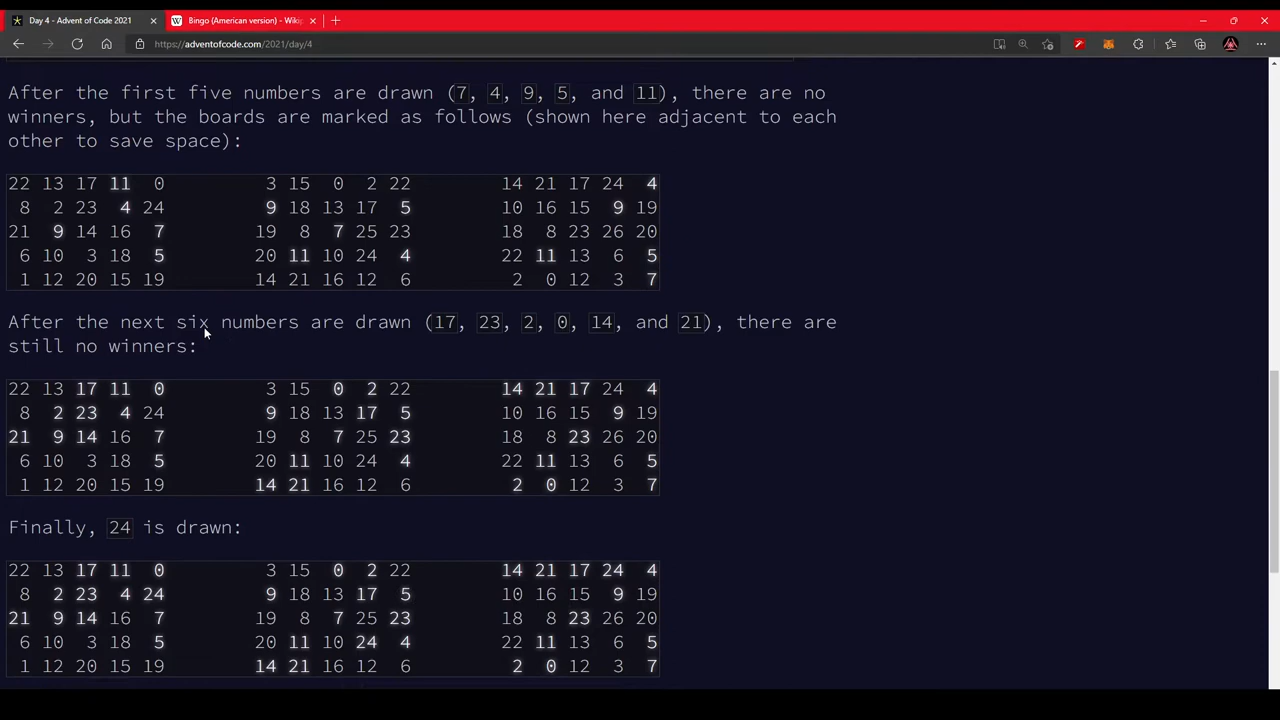 Day 4 - Advent of Code 2021
Bingo (American version) - Wiki
https://adventofcode.com/2021/day/4
After the first five numbers are drawn (7, 4, 9, 5, and 11), there are no
winners, but the boards are marked as follows (shown here adjacent to each
other to save space):
22 13 17 11 0 3 15 0 2 22 14 21 17 24 4
8 2 23 4 24 9 18 13 17 5 10 16 15 9 19
21 9 14 16 7 19 8 7 25 23 18 8 23 26 20
6 10 3 18 5 20 11 10 24 4 22 11 13 6 5
1 12 20 15 19 14 21 16 12 6 2 0 12 3 7
After the next six numbers are drawn (17, 23, 2, 0, 14, and 21), there are
still no winners:
22 13 17 11 0 3 15 0 2 22 14 21 17 24 4
8 2 23 4 24 9 18 13 17 5 10 16 15 9 19
21 9 14 16 7 19 8 7 25 23 18 8 23 26 20
6 10 3 18 5 20 11 10 24 4 22 11 13 6 5
1 12 20 15 19 14 21 16 12 6 2 0 12 3 7
Finally, 24 is drawn:
22 13 17 11 0 3 15 0 2 22 14 21 17 24 4
8 2 23 4 24 9 18 13 17 5 10 16 15 9 19
21 9 14 16 7 19 8 7 25 23 18 8 23 26 20
6 10 3 18 5 20 11 10 24 4 22 11 13 6 5
1 12 20 15 19 14 21 16 12 6 2 0 12 3 7